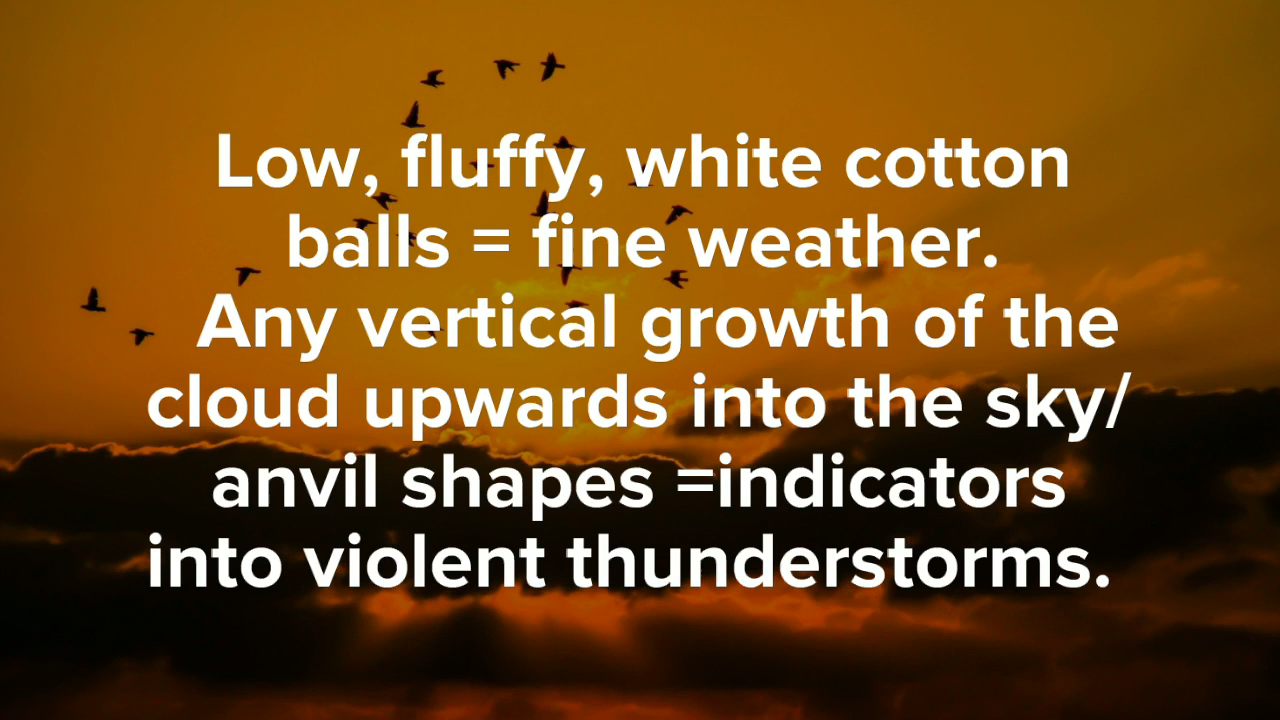 Low, fluffy, white cotton
balls = fine weather.
Any vertical growth of the
cloud upwards into the sky/
anvil shapes =indicators
into violent thunderstorms.